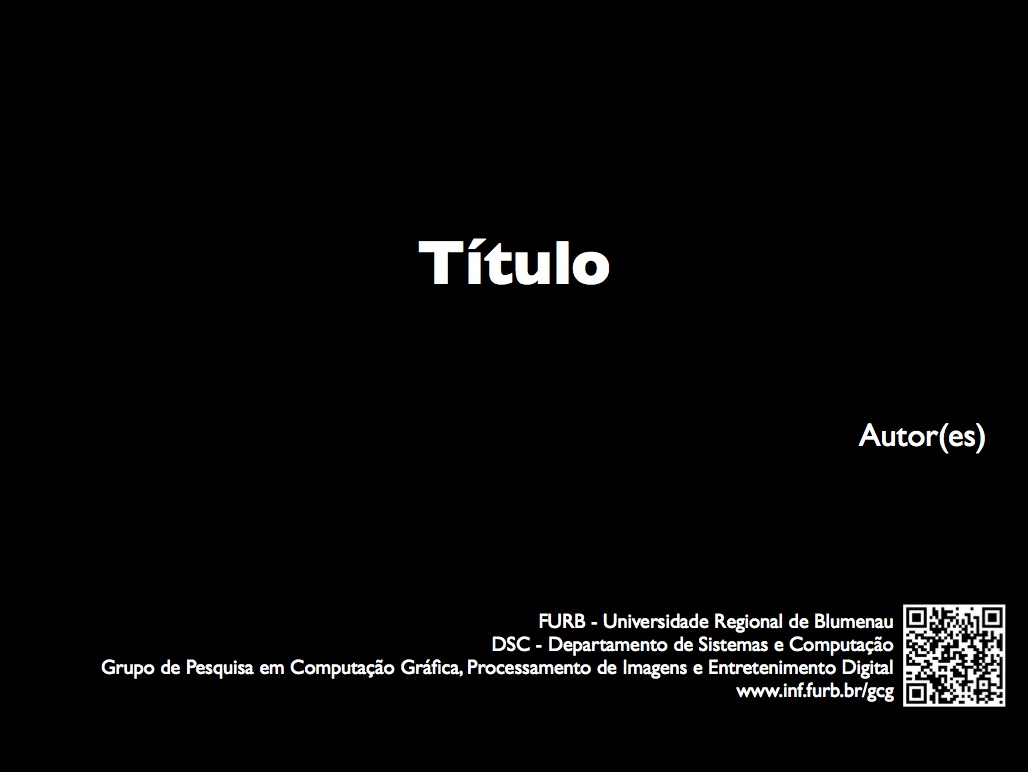 Título
Autor(es)
FURB - Universidade Regional de Blumenau
DSC - Departamento de Sistemas e Computação
Grupo de Pesquisa em Computação Gráfica, Processamento de Imagens e Entretenimento Digital
www.inf.furb.br/gcg